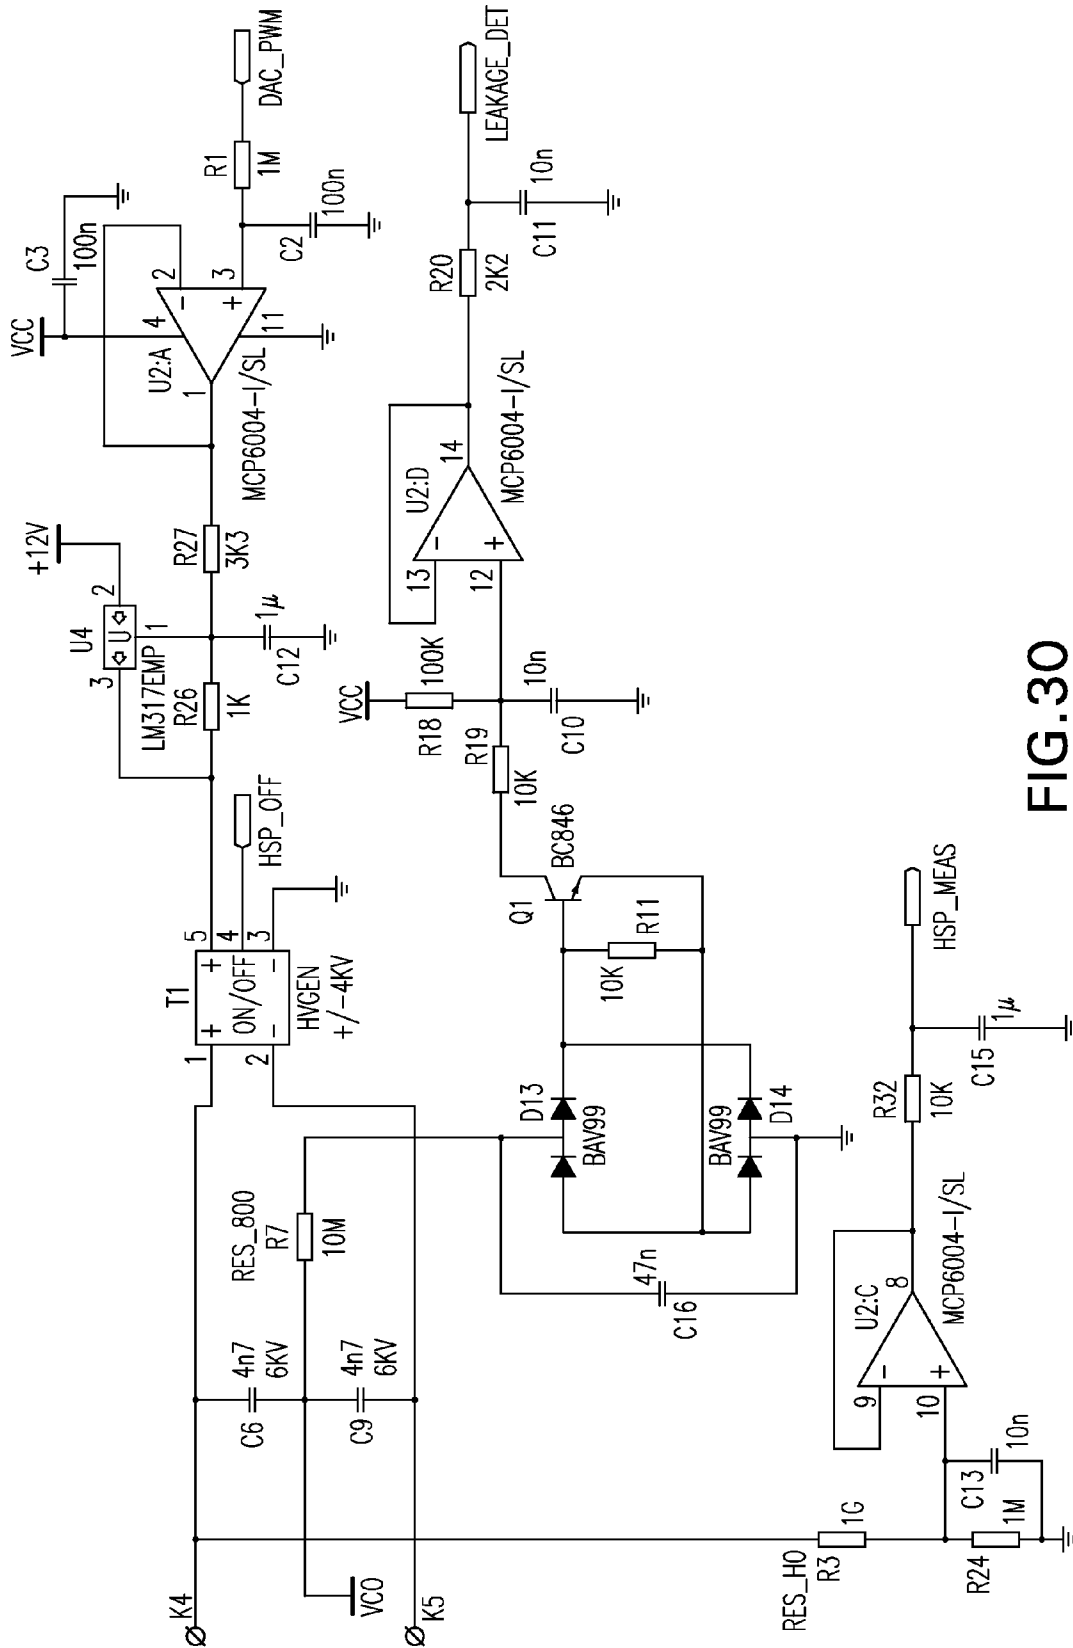 K4
K5
VCO
C6
4n7
6KV
C9
4n7
6KV
RES_800
R7
10M
T1
1
2
+
-
ON/OFF
+
-
5
4
3
HVGEN
+/-4KV
HSP_OFF
U4
3
2
1
U
LM317EMP
+12V
R26
1K
C12
1µ
R27
3K3
VCC
C3
100n
U2:A
1
4
2
-
3
+
11
MCP6004-I/SL
R1
1M
C2
100n
DAC_PWM
C16
47n
D13
BAV99
BAV99
D14
10K
R11
Q1
BC846
R19
10K
VCC
R18
100K
C10
10n
U2:D
13
-
12
+
14
MCP6004-I/SL
R20
2K2
C11
10n
LEAKAGE_DET
RES_HO
R3
1G
R24
1M
C13
10n
U2:C
9
-
10
+
8
MCP6004-I/SL
R32
10K
C15
1µ
HSP_MEAS
FIG.30